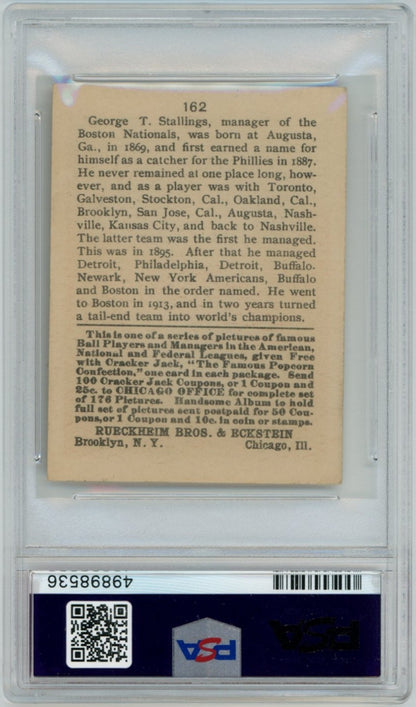 162
George T. Stallings, manager of the
Boston Nationals, was born at Augusta,
Ga., in 1869, and first earned a name for
himself as a catcher for the Phillies in 1887.
He never remained at one place long, how-
ever, and as a player was with Toronto,
Galveston, Stockton, Cal., Oakland, Cal.,
Brooklyn, San Jose, Cal., Augusta, Nash-
ville, Kansas City, and back to Nashville.
The latter team was the first he managed.
This was in 1895. After that he managed
Detroit, Philadelphia, Detroit, Buffalo.
Newark, New York Americans, Buffalo
and Boston in the order named. He went
to Boston in 1913, and in two years turned
a tail-end team into world's champions.
This is one of a series of pictures of famous
Ball Players and Managers in the American,
National and Federal Leagues, given Free
with Cracker Jack, "The Famous Popcorn
Confection," one card in each package. Send
100 Cracker Jack Coupons, or 1 Coupon and
25c. to CHICAGO OFFICE for complete set
of 176 Pictures. Handsome Album to hold
full set of pictures sent postpaid for 50 Cou-
pons, or 1 Coupon and 10c. in coin or stamps.
RUECKHEIM BROS. & ECKSTEIN
Brooklyn, N. Y. Chicago, Ill.
49898536
PSA
PSA